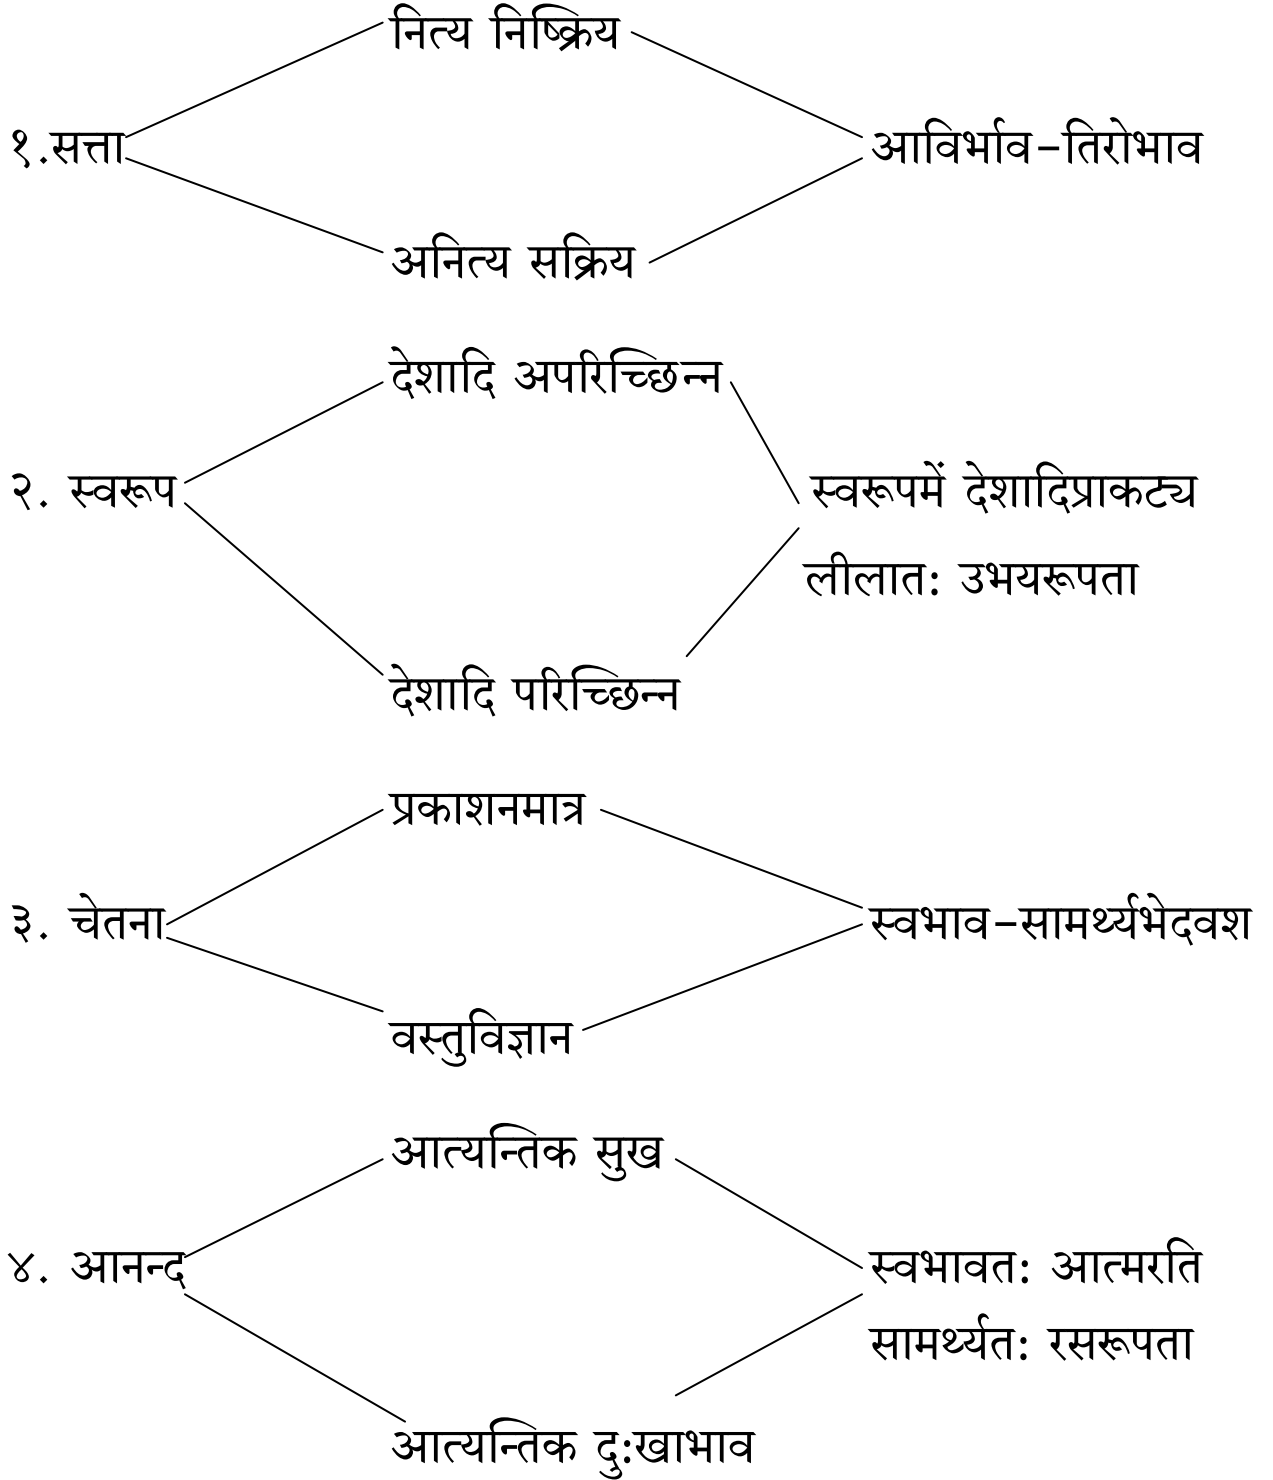 नित्य निष्क्रिय
१.सत्ता
आविर्भाव-तिरोभाव
अनित्य सक्रिय
देशादि अपरिच्छिन्न
२. स्वरूप
स्वरूपमें देशादिप्राकट्य
लीलात: उभयरूपता
देशादि परिच्छिन्न
प्रकाशनमात्र
३. चेतना
स्वभाव-सामर्थ्यभेदवश
वस्तुविज्ञान
आत्यन्तिक सुख
४. आनन्द
स्वभावत: आत्मरति
सामर्थ्यत: रसरूपता
आत्यन्तिक दु:खाभाव